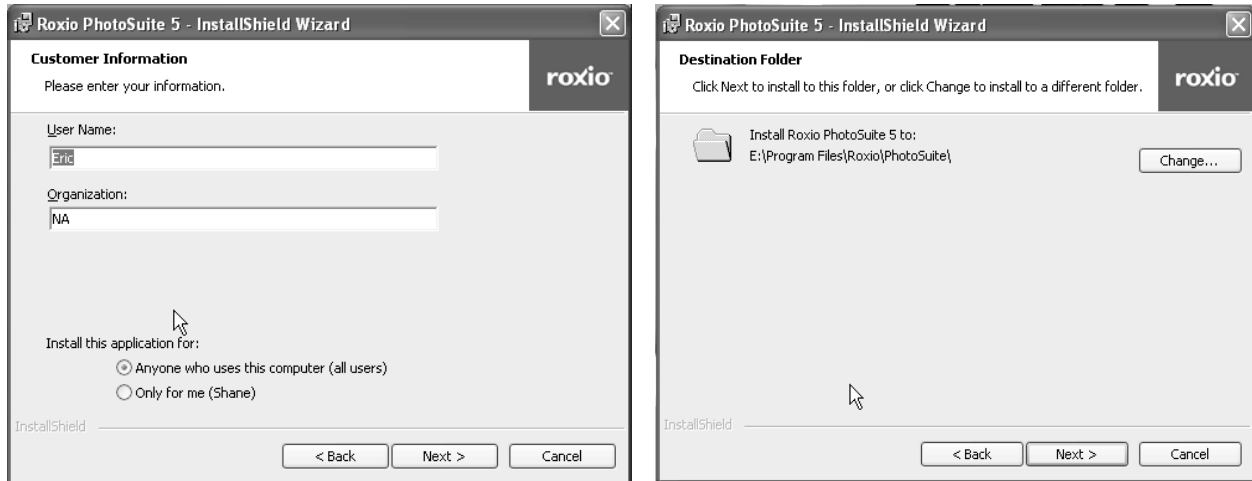 Roxio PhotoSuite 5 - InstallShield Wizard
Customer Information
Please enter your information.
roxio
User Name:
Eric
Organization:
NA
Install this application for:
Anyone who uses this computer (all users)
Only for me (Shane)
InstallShield
< Back
Next >
Cancel
Roxio PhotoSuite 5 - InstallShield Wizard
Destination Folder
Click Next to install to this folder, or click Change to install to a different folder.
roxio
Install Roxio PhotoSuite 5 to:
E:\Program Files\Roxio\PhotoSuite\
Change...
InstallShield
< Back
Next >
Cancel